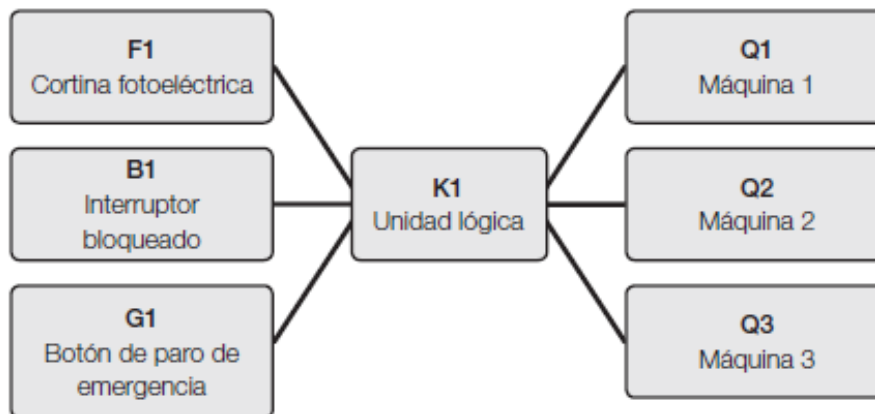 F1
Cortina fotoeléctrica
B1
Interruptor
bloqueado
G1
Botón de paro de
emergencia
K1
Unidad lógica
Q1
Máquina 1
Q2
Máquina 2
Q3
Máquina 3